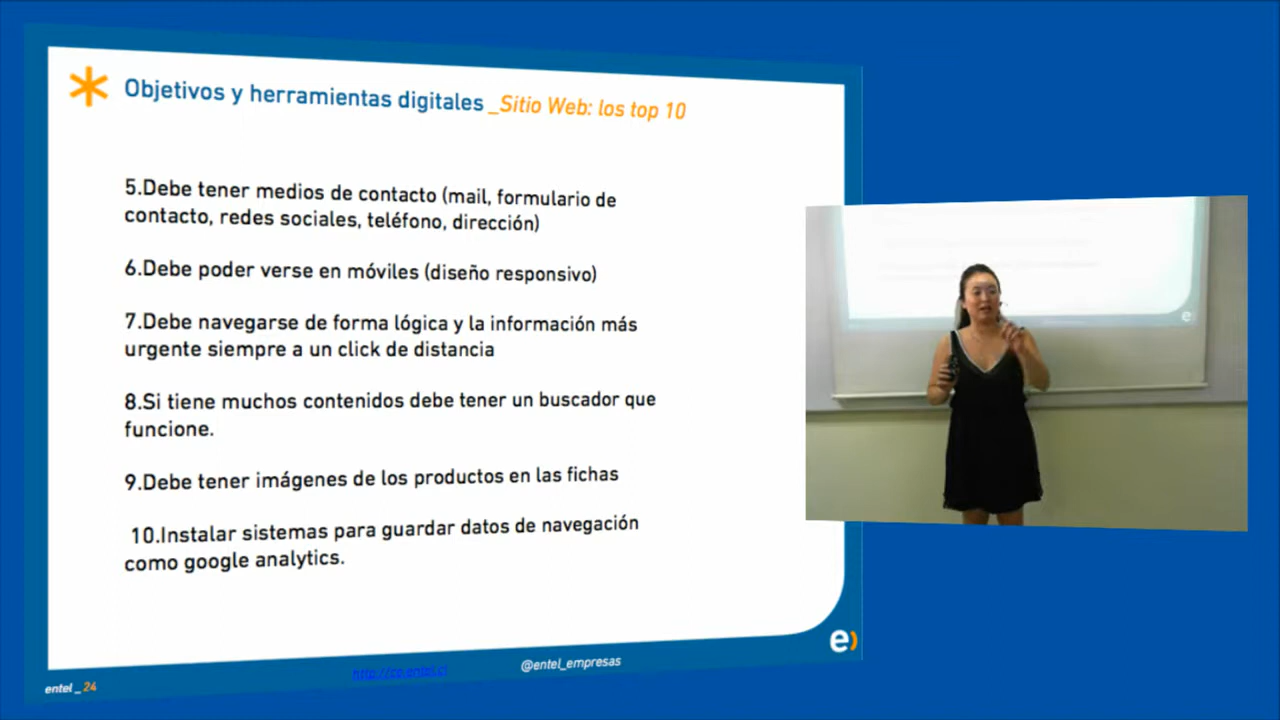 Objetivos y herramientas digitales _Sitio Web: los top 10
5.Debe tener medios de contacto (mail, formulario de
contacto, redes sociales, teléfono, dirección)
6.Debe poder verse en móviles (diseño responsivo)
7.Debe navegarse de forma lógica y la información más
urgente siempre a un click de distancia
8.Si tiene muchos contenidos debe tener un buscador que
funcione.
9.Debe tener imágenes de los productos en las fichas
10.Instalar sistemas para guardar datos de navegación
como google analytics.
e)
entel _ 24
http://ce.entel.cl
@entel_empresas